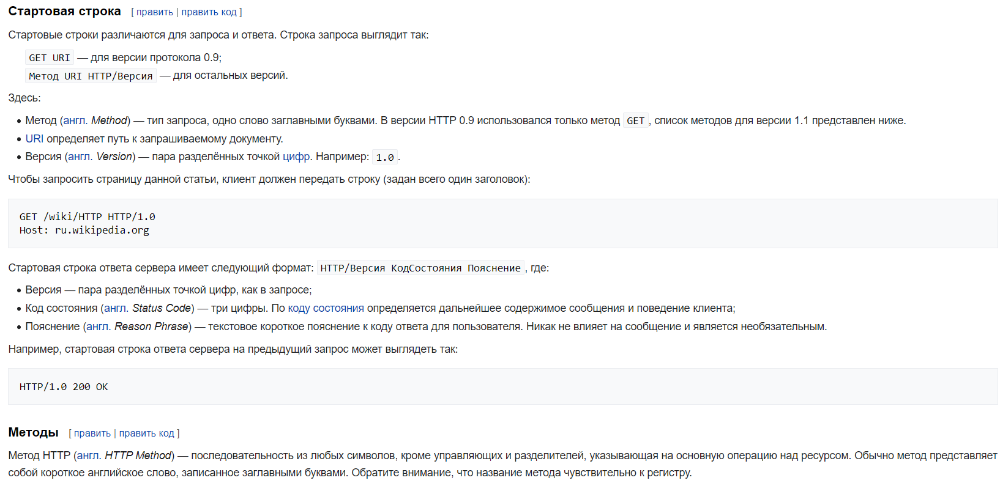 Стартовая строка [ править | править код ]
Стартовые строки различаются для запроса и ответа. Строка запроса выглядит так:
GET URI — для версии протокола 0.9;
Метод URI HTTP/Версия — для остальных версий.
Здесь:
• Метод (англ. Method) — тип запроса, одно слово заглавными буквами. В версии HTTP 0.9 использовался только метод GET, список методов для версии 1.1 представлен ниже.
• URI определяет путь к запрашиваемому документу.
• Версия (англ. Version) — пара разделённых точкой цифр. Например: 1.0.
Чтобы запросить страницу данной статьи, клиент должен передать строку (задан всего один заголовок):
GET /wiki/HTTP HTTP/1.0
Host: ru.wikipedia.org
Стартовая строка ответа сервера имеет следующий формат: HTTP/Версия КодСостояния Пояснение, где:
• Версия — пара разделённых точкой цифр, как в запросе;
• Код состояния (англ. Status Code) — три цифры. По коду состояния определяется дальнейшее содержимое сообщения и поведение клиента;
• Пояснение (англ. Reason Phrase) — текстовое короткое пояснение к коду ответа для пользователя. Никак не влияет на сообщение и является необязательным.
Например, стартовая строка ответа сервера на предыдущий запрос может выглядеть так:
HTTP/1.0 200 OK
Методы [ править | править код ]
Метод HTTP (англ. HTTP Method) — последовательность из любых символов, кроме управляющих и разделителей, указывающая на основную операцию над ресурсом. Обычно метод представляет
собой короткое английское слово, записанное заглавными буквами. Обратите внимание, что название метода чувствительно к регистру.